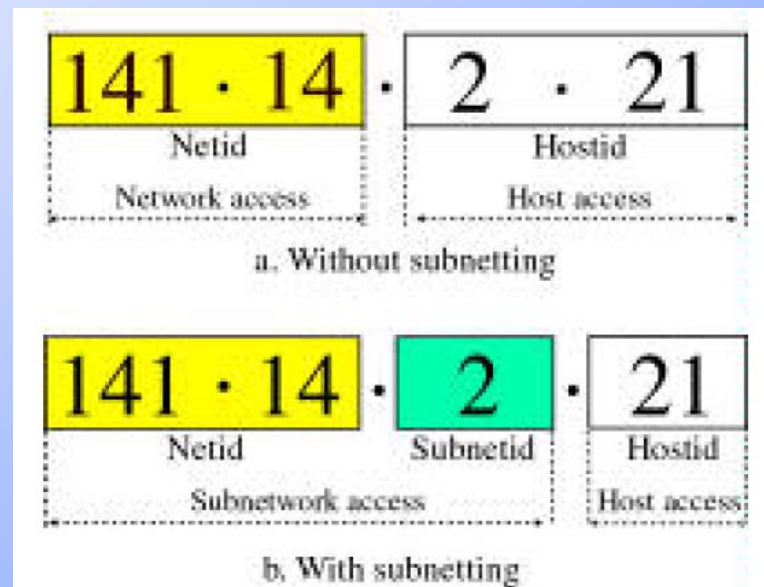 141 · 14 · 2 · 21
Netid Hostid
Network access Host access
a. Without subnetting
141 · 14 · 2 · 21
Netid Subnetid Hostid
Subnetwork access Host access
b. With subnetting